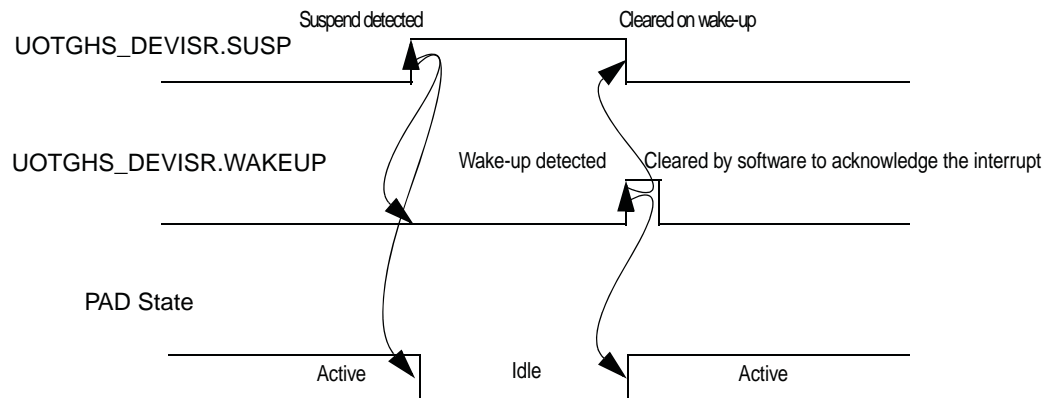 Suspend detected
Cleared on wake-up
UOTGHS_DEVISR.SUSP
UOTGHS_DEVISR.WAKEUP
Wake-up detected
Cleared by software to acknowledge the interrupt
PAD State
Active
Idle
Active